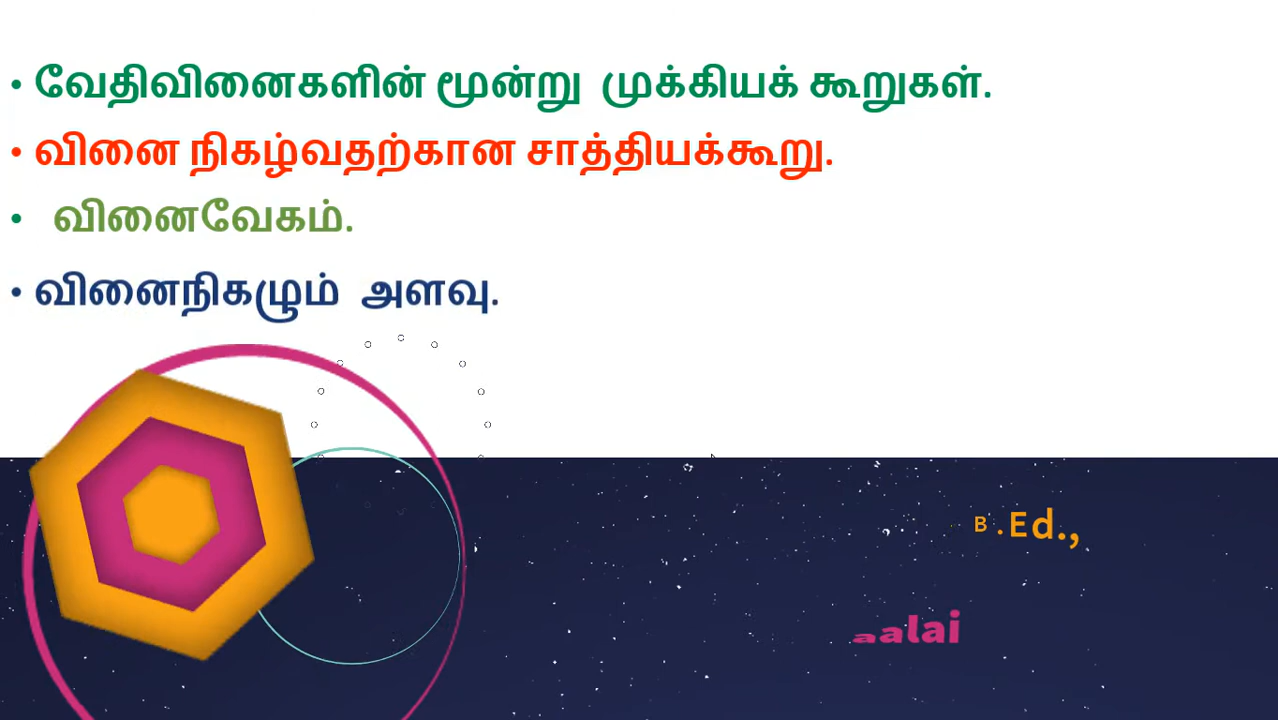 • வேதிவினைகளின் மூன்று முக்கியக் கூறுகள்.
• வினை நிகழ்வதற்கான சாத்தியக்கூறு.
• வினைவேகம்.
• வினைநிகழும் அளவு.
B.Ed.,